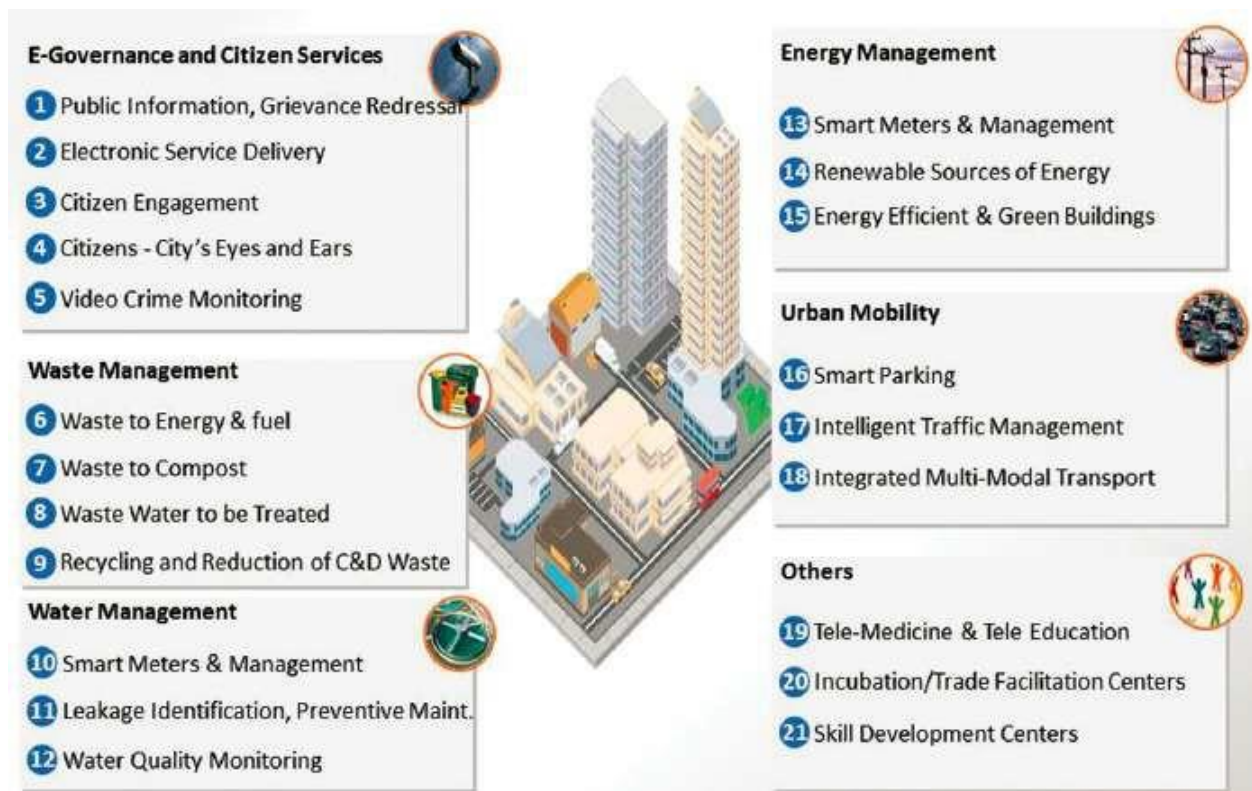 E-Governance and Citizen Services
1 Public Information, Grievance Redressal
2 Electronic Service Delivery
3 Citizen Engagement
4 Citizens - City's Eyes and Ears
5 Video Crime Monitoring
Waste Management
6 Waste to Energy & fuel
7 Waste to Compost
8 Waste Water to be Treated
9 Recycling and Reduction of C&D Waste
Water Management
10 Smart Meters & Management
11 Leakage Identification, Preventive Maint.
12 Water Quality Monitoring
Energy Management
13 Smart Meters & Management
14 Renewable Sources of Energy
15 Energy Efficient & Green Buildings
Urban Mobility
16 Smart Parking
17 Intelligent Traffic Management
18 Integrated Multi-Modal Transport
Others
19 Tele-Medicine & Tele Education
20 Incubation/Trade Facilitation Centers
21 Skill Development Centers